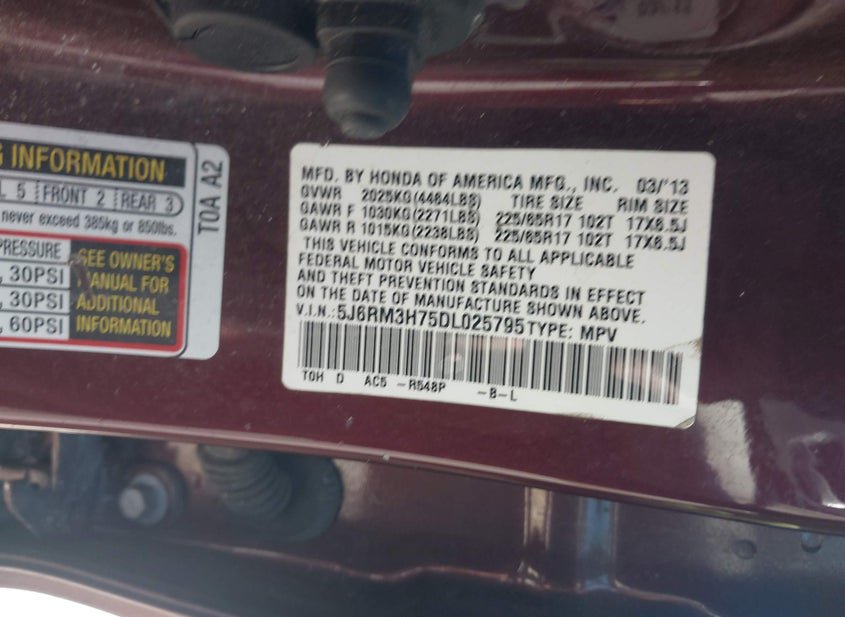 G INFORMATION
L 5 FRONT 2 REAR 3
never exceed 385kg or 850lbs.
PRESSURE
, 30PSI
, 30PSI
, 60PSI
SEE OWNER'S
MANUAL FOR
ADDITIONAL
INFORMATION
T0A A2
MFD. BY HONDA OF AMERICA MFG., INC. 03/'13
GVWR 2025KG(4464LBS) TIRE SIZE RIM SIZE
GAWR F 1030KG(2271LBS) 225/65R17 102T 17X6.5J
GAWR R 1015KG(2238LBS) 225/65R17 102T 17X6.5J
THIS VEHICLE CONFORMS TO ALL APPLICABLE
FEDERAL MOTOR VEHICLE SAFETY
AND THEFT PREVENTION STANDARDS IN EFFECT
ON THE DATE OF MANUFACTURE SHOWN ABOVE.
V.I.N.: 5J6RM3H75DL025795 TYPE: MPV
T0H D AC5 -R548P -B-L